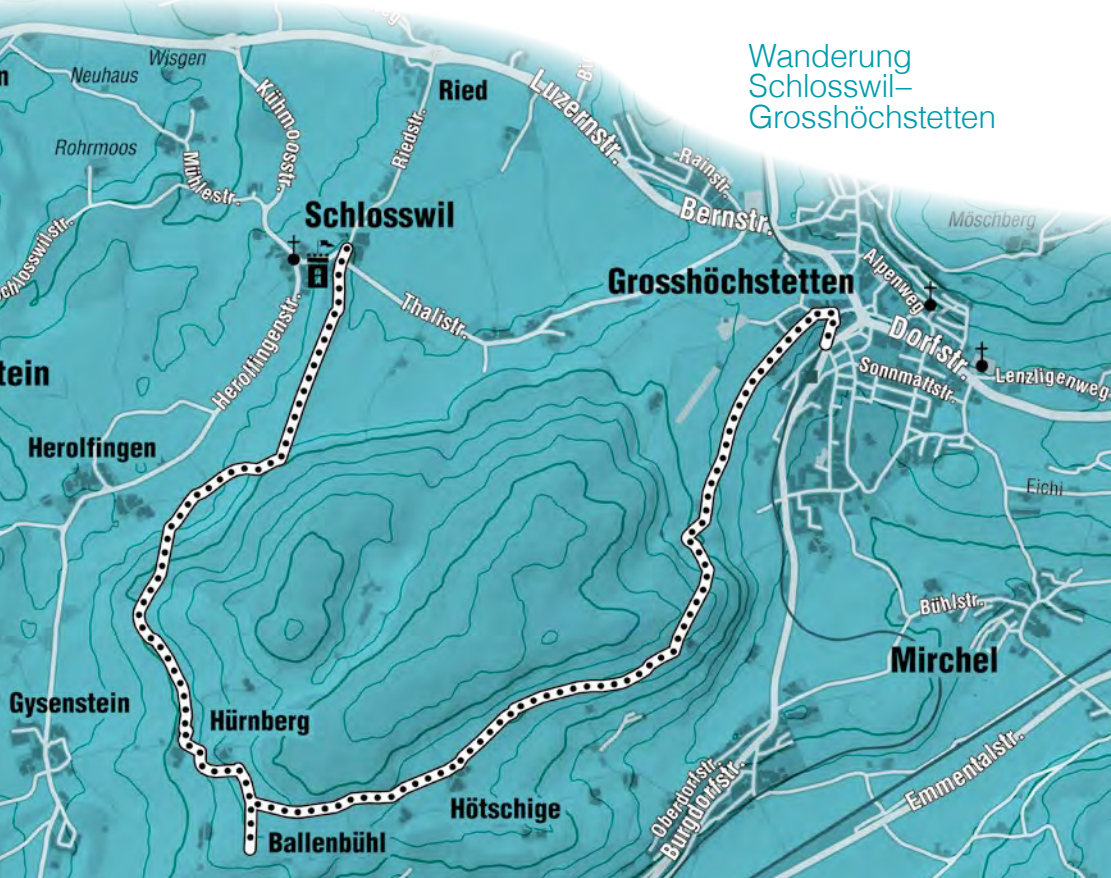 Wanderung
Schlosswil–
Grosshöchstetten
Wisgen
Neuhaus
Ried
Luzernstr.
Kühmoosstr.
Riedstr.
Rohrmoos
Mühlestr.
Rainstr.
Bernstr.
Möschberg
Schlosswil
Schlosswilstr.
Grosshöchstetten
Alpenweg
Thalistr.
Herolfingenstr.
Dorfstr.
Sonnmattstr.
Lenzligenweg
tein
Herolfingen
Eichi
Bühlstr.
Mirchel
Gysenstein
Hürnberg
Emmentalstr.
Oberdorfstr.
Burgdorfstr.
Hötschige
Ballenbühl